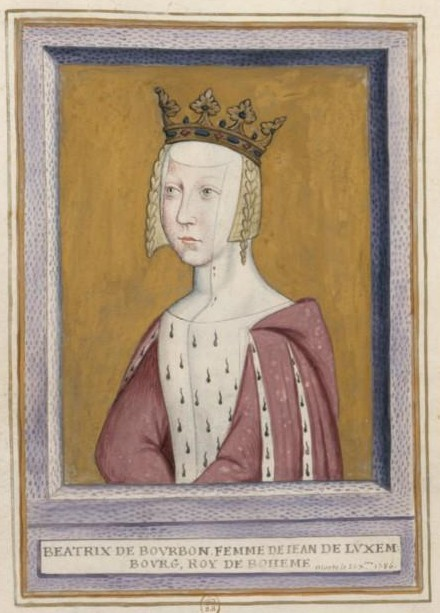 BEATRIX DE BOVRBON. FEMME DE IEAN DE LVXEM
BOVRG, ROY DE BOHEME